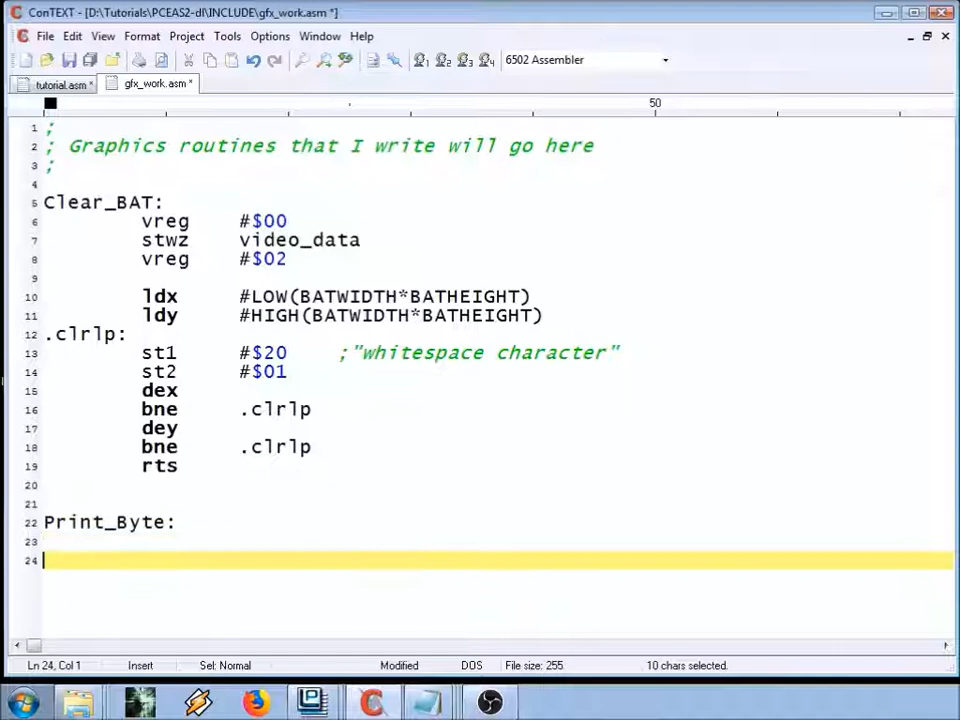 ConTEXT - [D:\Tutorials\PCEAS2-dl\INCLUDE\gfx_work.asm *]
File Edit View Format Project Tools Options Window Help
6502 Assembler
tutorial.asm * gfx_work.asm *
50
1 ;
2 ; Graphics routines that I write will go here
3 ;
4
5 Clear_BAT:
6 vreg #$00
7 stwz video_data
8 vreg #$02
9
10 ldx #LOW(BATWIDTH*BATHEIGHT)
11 ldy #HIGH(BATWIDTH*BATHEIGHT)
12 .clrlp:
13 st1 #$20 ;"whitespace character"
14 st2 #$01
15 dex
16 bne .clrlp
17 dey
18 bne .clrlp
19 rts
20
21
22 Print_Byte:
23
24
Ln 24, Col 1 Insert Sel: Normal Modified DOS File size: 255 10 chars selected.